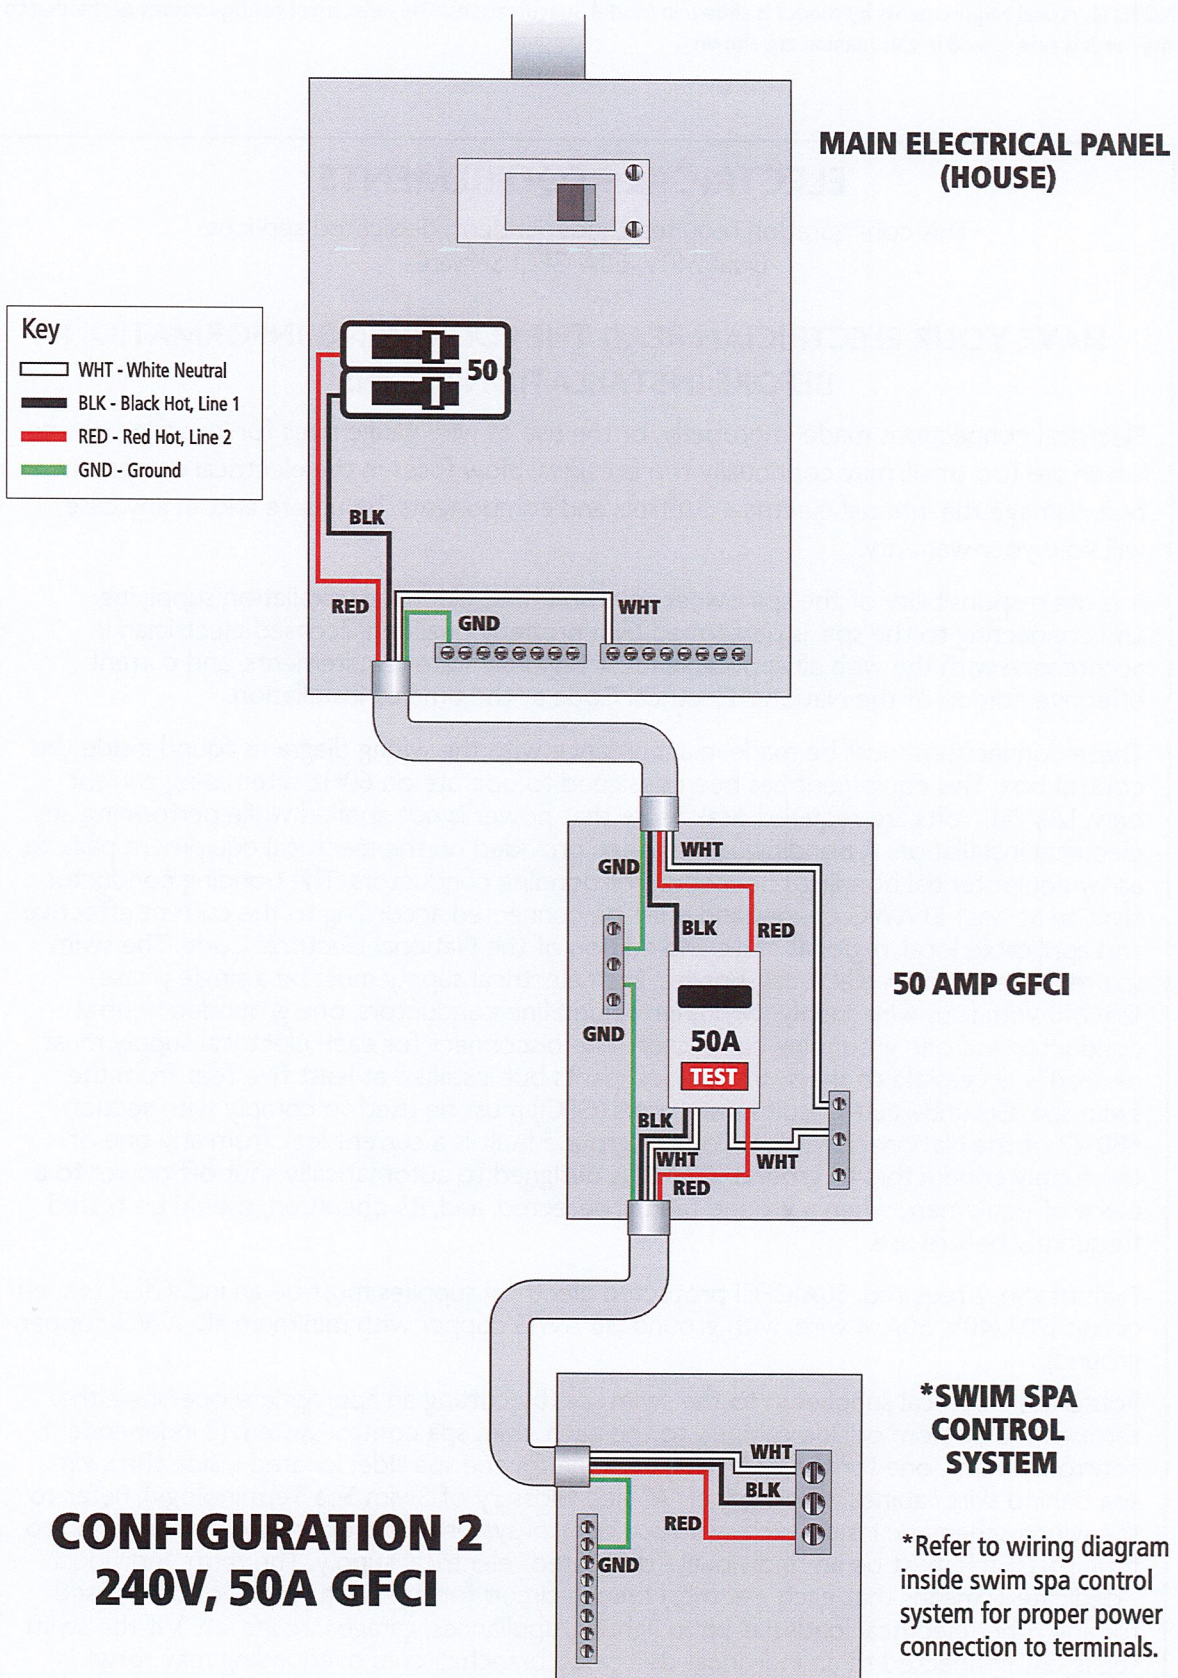 MAIN ELECTRICAL PANEL
(HOUSE)
Key
WHT - White Neutral
BLK - Black Hot, Line 1
RED - Red Hot, Line 2
GND - Ground
50
BLK
RED
GND
WHT
WHT
GND
BLK
RED
50 AMP GFCI
GND
50A
TEST
BLK
WHT
WHT
RED
*SWIM SPA
CONTROL
SYSTEM
WHT
BLK
RED
GND
CONFIGURATION 2
240V, 50A GFCI
*Refer to wiring diagram
inside swim spa control
system for proper power
connection to terminals.